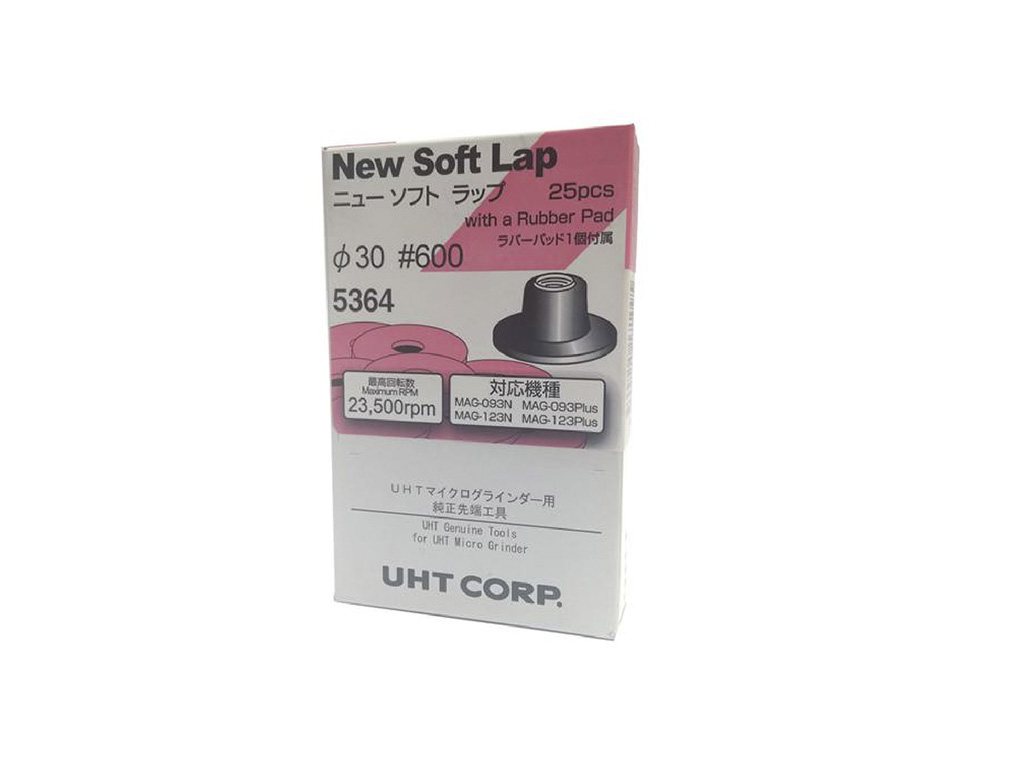 New Soft Lap
ニュー ソフト ラップ 25pcs
with a Rubber Pad
ラバーパッド1個付属
φ30 #600
5364
最高回転数
Maximum RPM
23,500rpm
対応機種
MAG-093N MAG-093Plus
MAG-123N MAG-123Plus
UHTマイクログラインダー用
純正先端工具
UHT Genuine Tools
for UHT Micro Grinder
UHT CORP.